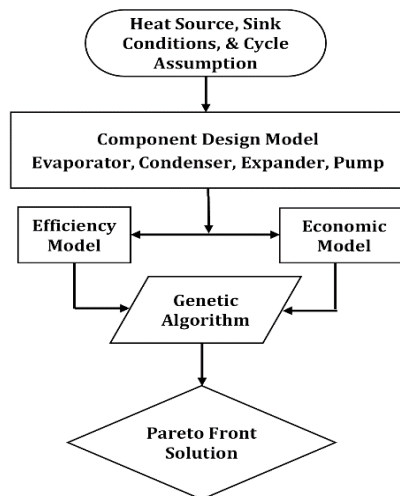 Heat Source, Sink
Conditions, & Cycle
Assumption
Component Design Model
Evaporator, Condenser, Expander, Pump
Efficiency
Model
Economic
Model
Genetic
Algorithm
Pareto Front
Solution